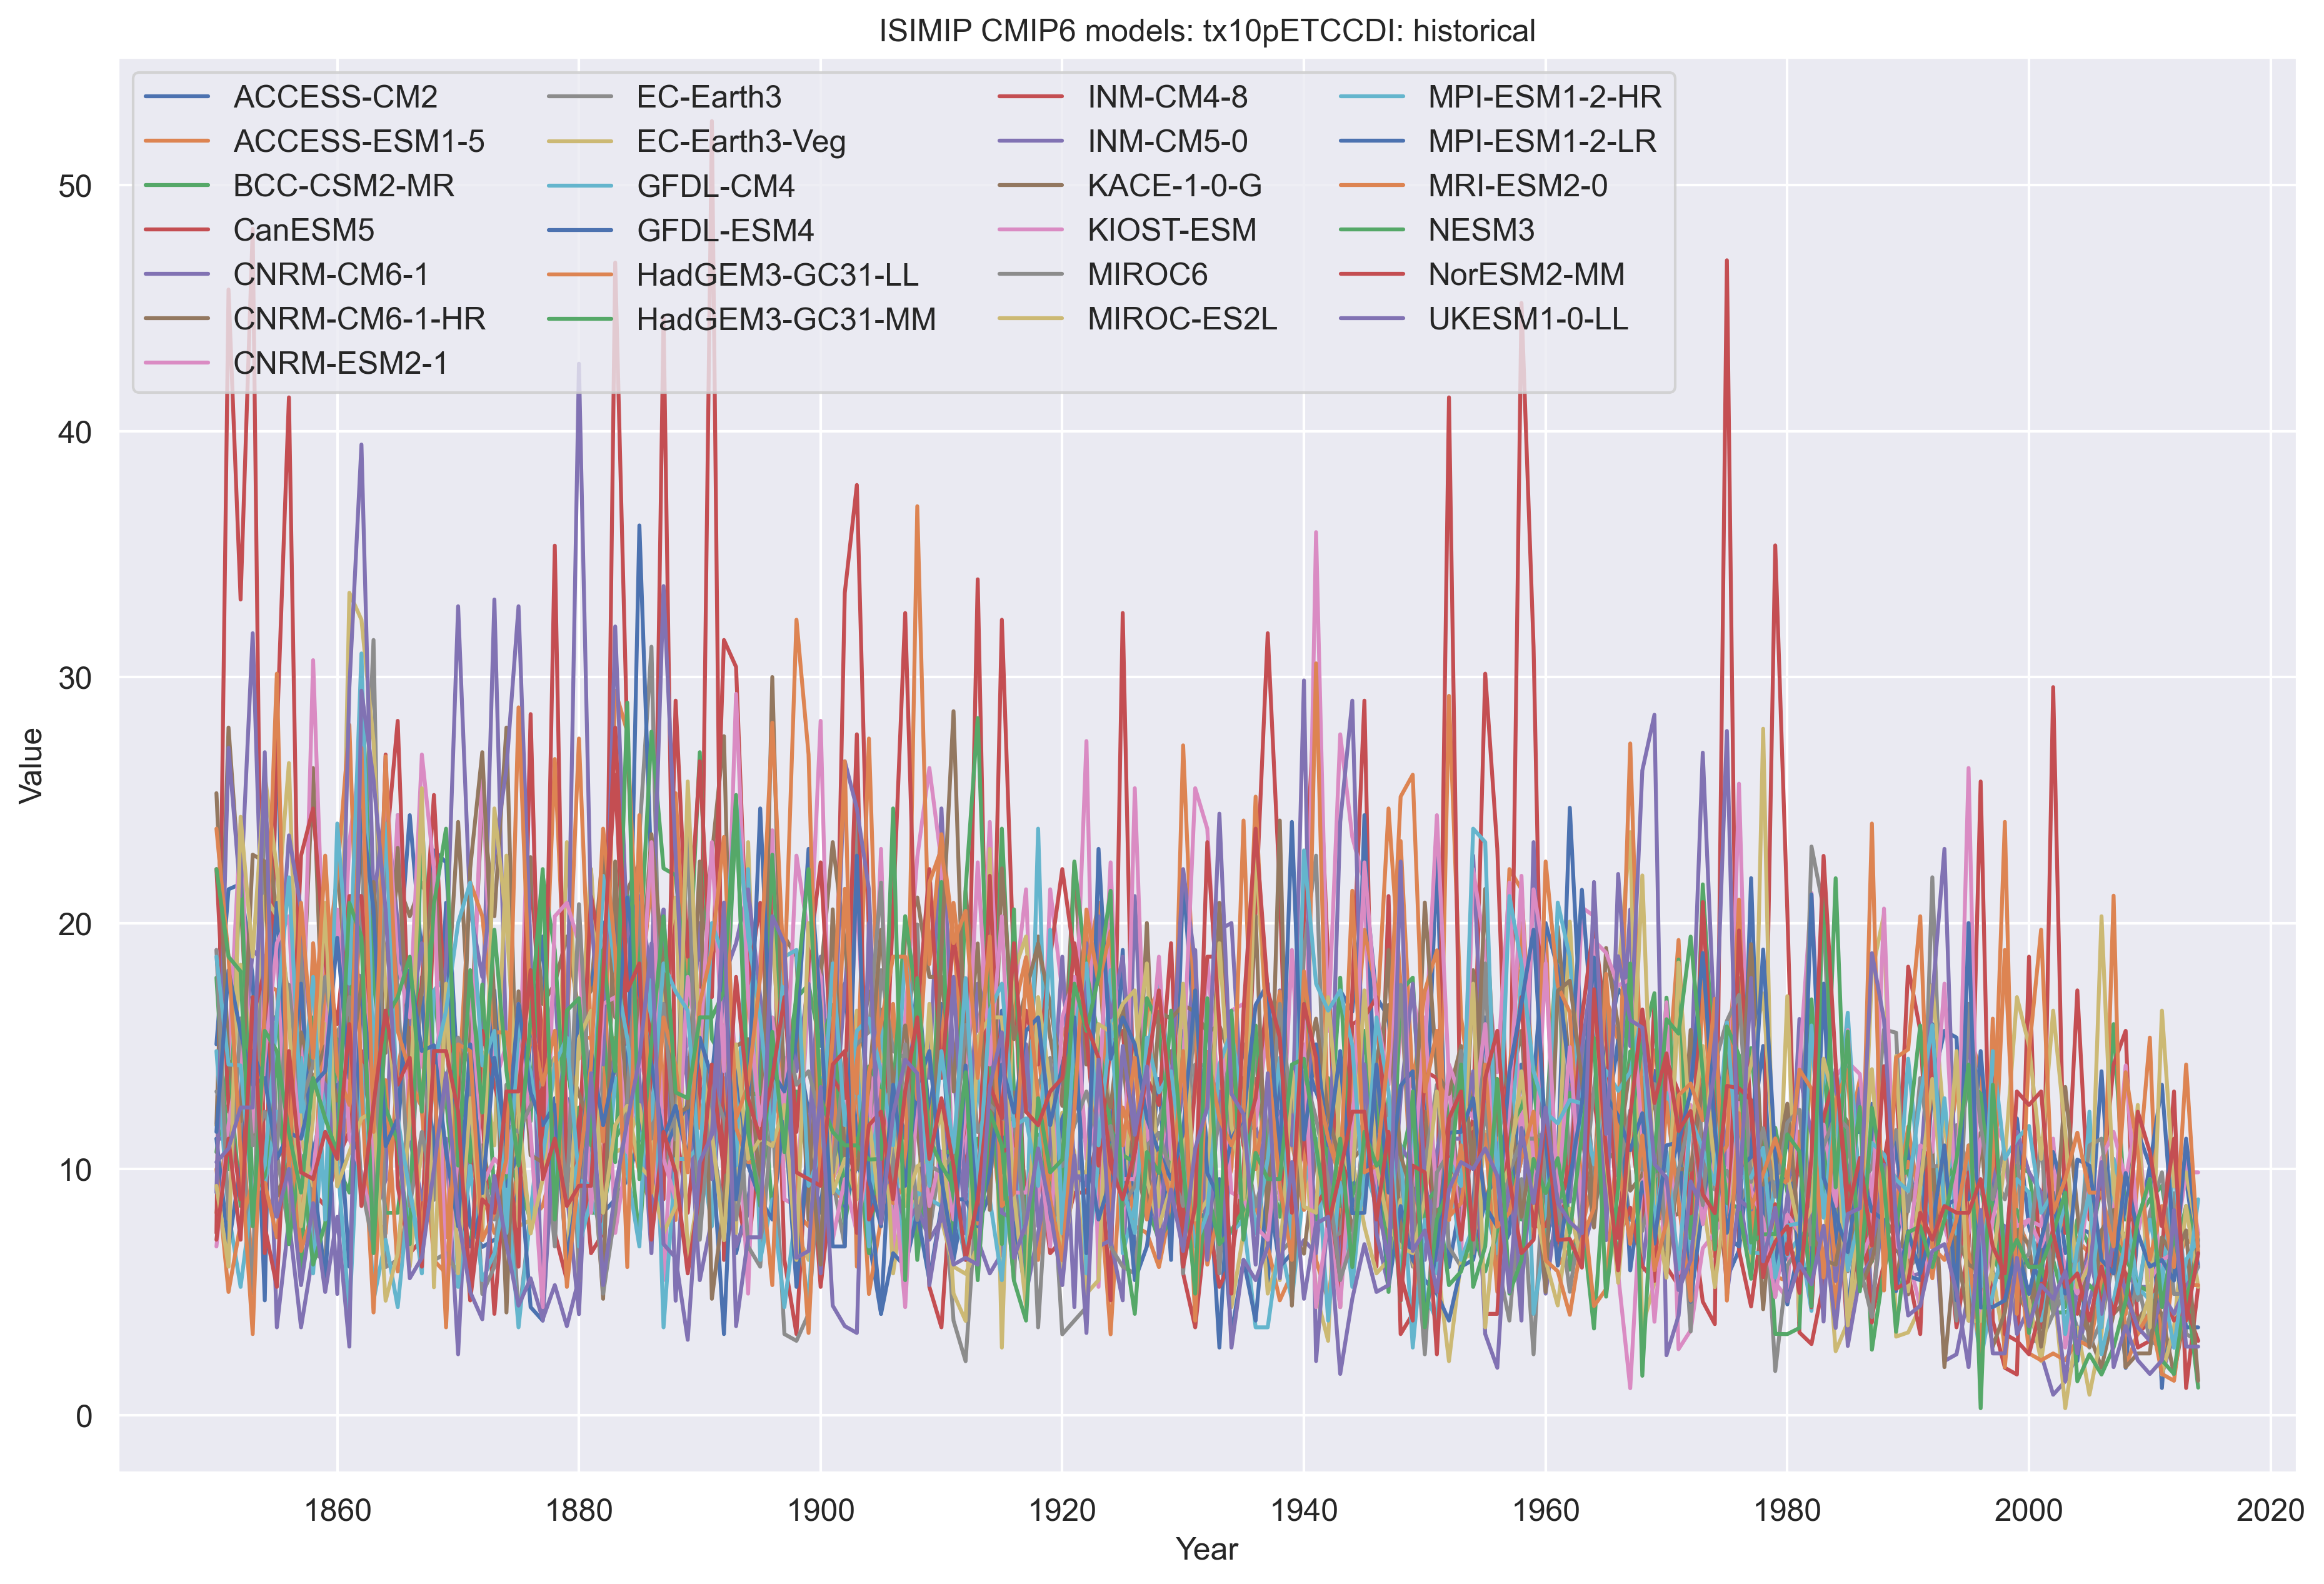 ISIMIP CMIP6 models: tx10pETCCDI: historical
ACCESS-CM2
ACCESS-ESM1-5
BCC-CSM2-MR
CanESM5
CNRM-CM6-1
CNRM-CM6-1-HR
CNRM-ESM2-1
EC-Earth3
EC-Earth3-Veg
GFDL-CM4
GFDL-ESM4
HadGEM3-GC31-LL
HadGEM3-GC31-MM
INM-CM4-8
INM-CM5-0
KACE-1-0-G
KIOST-ESM
MIROC6
MIROC-ES2L
MPI-ESM1-2-HR
MPI-ESM1-2-LR
MRI-ESM2-0
NESM3
NorESM2-MM
UKESM1-0-LL
Value
50
40
30
20
10
0
1860
1880
1900
1920
1940
1960
1980
2000
2020
Year